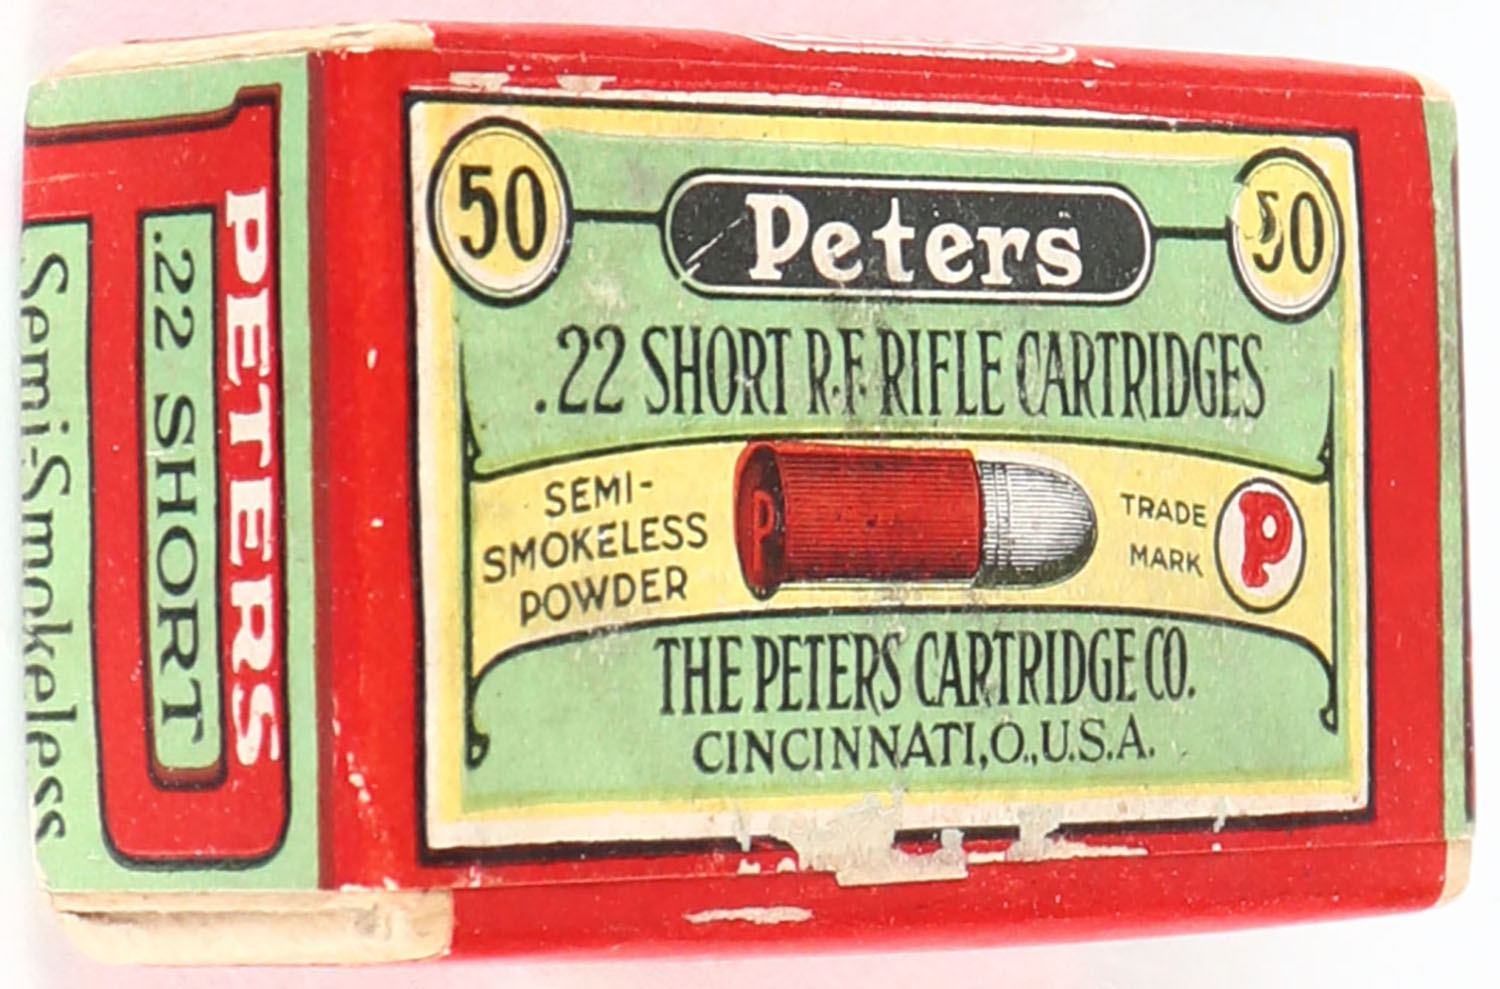 50 Peters 50
.22 SHORT R.F. RIFLE CARTRIDGES
SEMI-
SMOKELESS
POWDER
P
TRADE
MARK
P
THE PETERS CARTRIDGE CO.
CINCINNATI, O., U.S.A.
PETERS
.22 SHORT
Semi-Smokeless